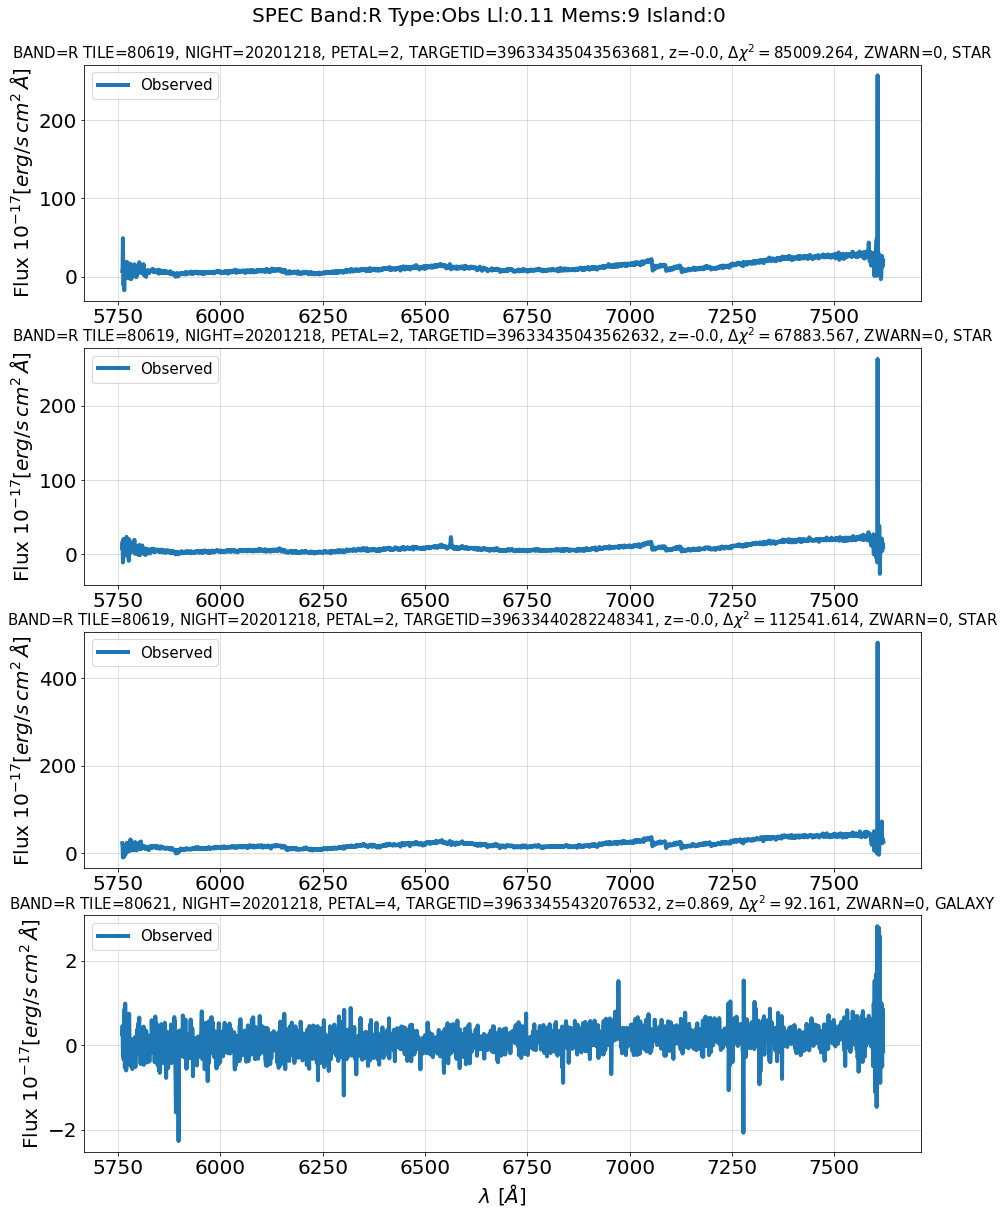 SPEC Band:R Type:Obs Ll:0.11 Mems:9 Island:0
BAND=R TILE=80619, NIGHT=20201218, PETAL=2, TARGETID=39633435043563681, z=-0.0, Δχ²=85009.264, ZWARN=0, STAR
Observed
Flux 10⁻¹⁷[erg/s cm² Å]
200
100
0
5750 6000 6250 6500 6750 7000 7250 7500
BAND=R TILE=80619, NIGHT=20201218, PETAL=2, TARGETID=39633435043562632, z=-0.0, Δχ²=67883.567, ZWARN=0, STAR
Observed
Flux 10⁻¹⁷[erg/s cm² Å]
200
100
0
5750 6000 6250 6500 6750 7000 7250 7500
BAND=R TILE=80619, NIGHT=20201218, PETAL=2, TARGETID=39633440282248341, z=-0.0, Δχ²=112541.614, ZWARN=0, STAR
Observed
Flux 10⁻¹⁷[erg/s cm² Å]
400
200
0
5750 6000 6250 6500 6750 7000 7250 7500
BAND=R TILE=80621, NIGHT=20201218, PETAL=4, TARGETID=39633455432076532, z=0.869, Δχ²=92.161, ZWARN=0, GALAXY
Observed
Flux 10⁻¹⁷[erg/s cm² Å]
2
0
−2
5750 6000 6250 6500 6750 7000 7250 7500
λ [Å]